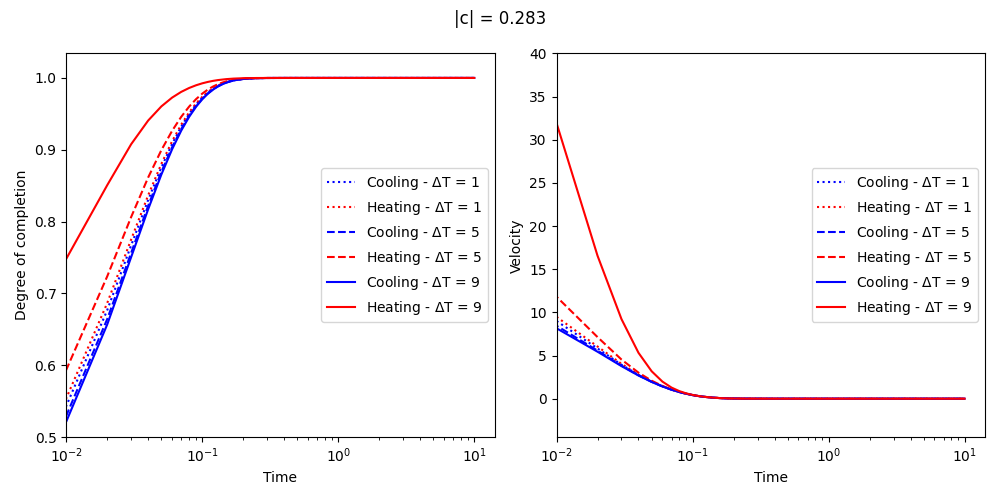 |c| = 0.283
Degree of completion
1.0
0.9
0.8
0.7
0.6
0.5
10⁻²
10⁻¹
10⁰
10¹
Time
Cooling - ΔT = 1
Heating - ΔT = 1
Cooling - ΔT = 5
Heating - ΔT = 5
Cooling - ΔT = 9
Heating - ΔT = 9
Velocity
40
35
30
25
20
15
10
5
0
10⁻²
10⁻¹
10⁰
10¹
Time
Cooling - ΔT = 1
Heating - ΔT = 1
Cooling - ΔT = 5
Heating - ΔT = 5
Cooling - ΔT = 9
Heating - ΔT = 9